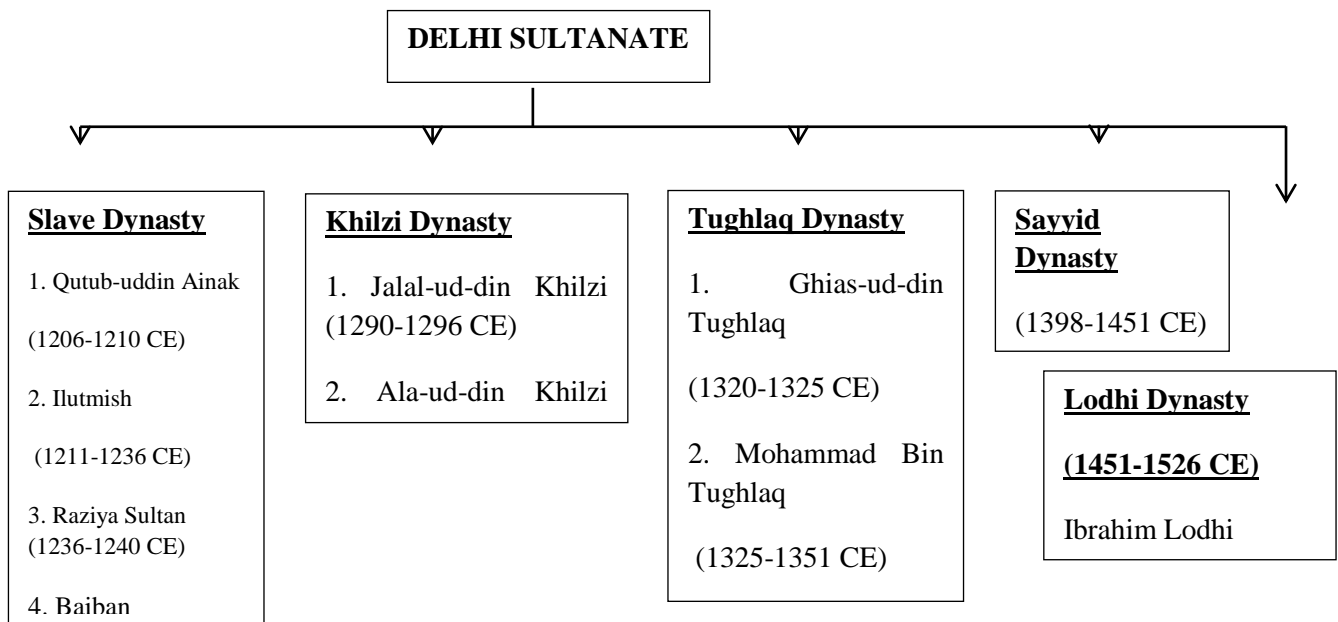 DELHI SULTANATE
Slave Dynasty
1. Qutub-uddin Ainak
(1206-1210 CE)
2. Ilutmish
(1211-1236 CE)
3. Raziya Sultan
(1236-1240 CE)
4. Baiban
Khilzi Dynasty
1. Jalal-ud-din Khilzi
(1290-1296 CE)
2. Ala-ud-din Khilzi
Tughlaq Dynasty
1. Ghias-ud-din
Tughlaq
(1320-1325 CE)
2. Mohammad Bin
Tughlaq
(1325-1351 CE)
Sayyid
Dynasty
(1398-1451 CE)
Lodhi Dynasty
(1451-1526 CE)
Ibrahim Lodhi